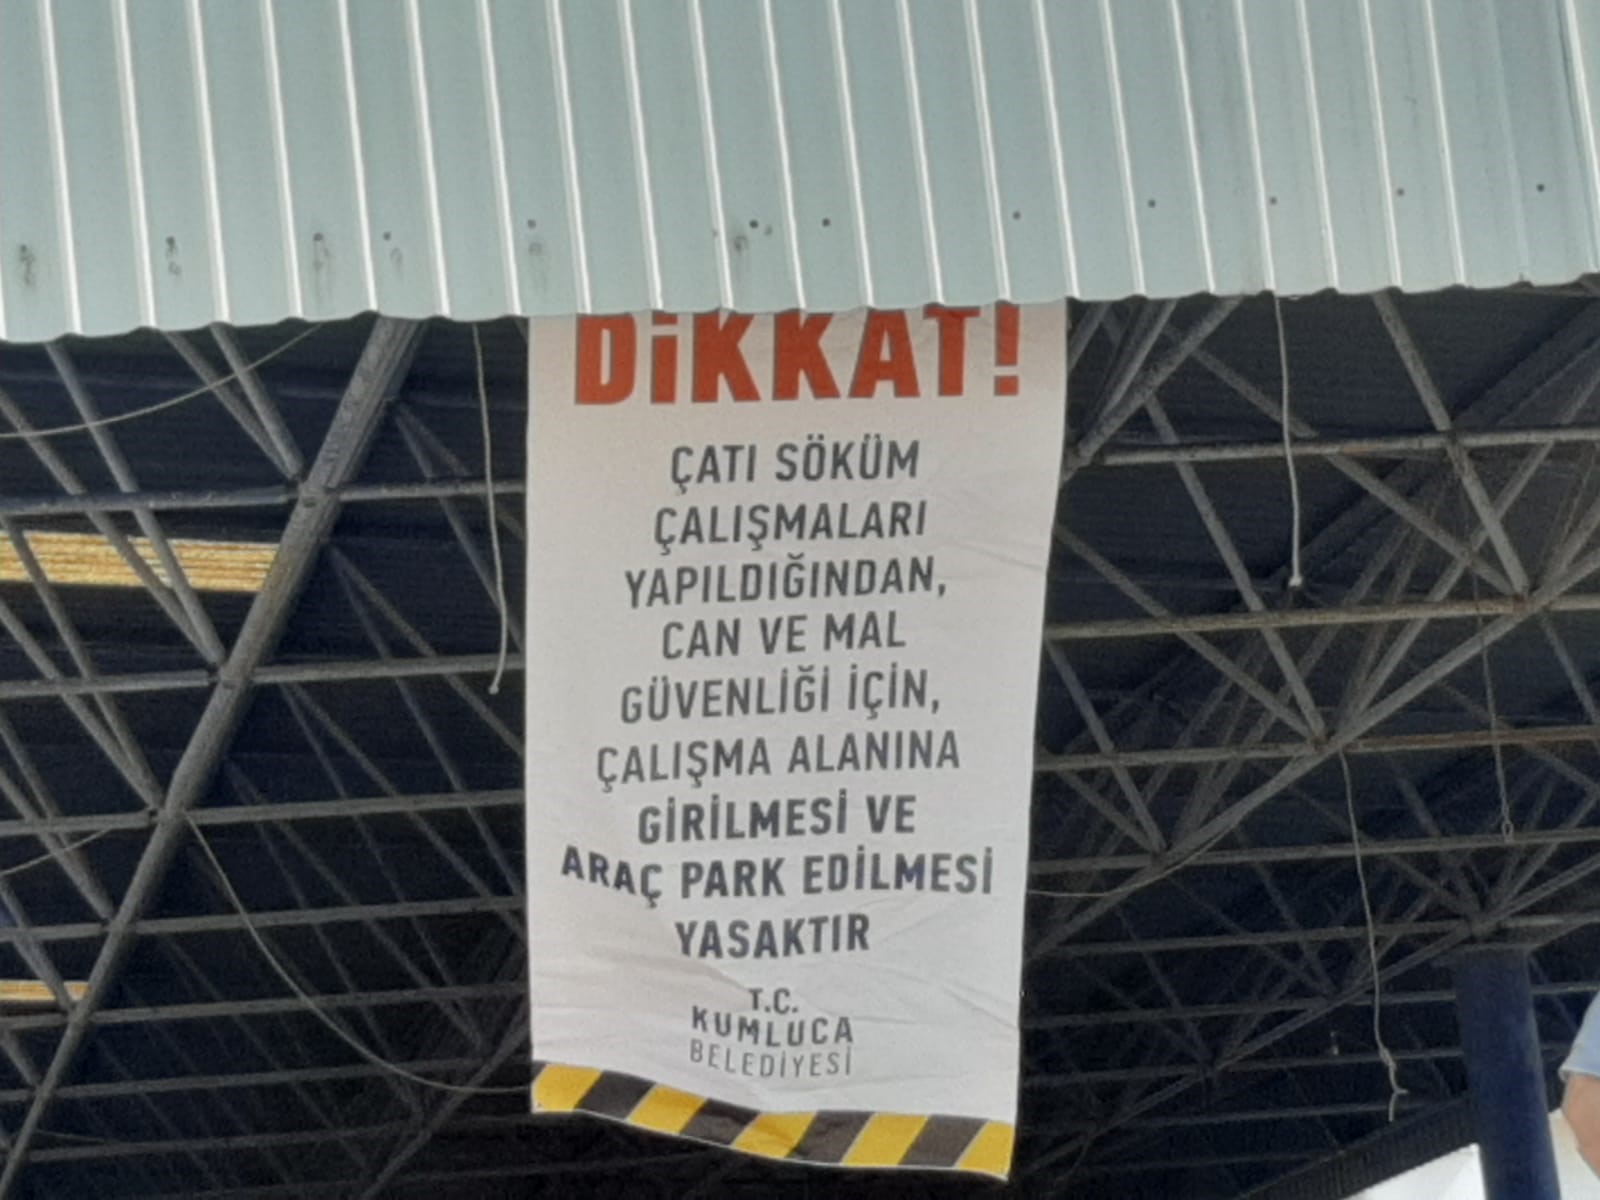 DİKKAT!
ÇATI SÖKÜM
ÇALIŞMALARI
YAPILDIĞINDAN,
CAN VE MAL
GÜVENLİĞİ İÇİN,
ÇALIŞMA ALANINA
GİRİLMESİ VE
ARAÇ PARK EDİLMESİ
YASAKTIR
T.C.
KUMLUCA
BELEDİYESİ